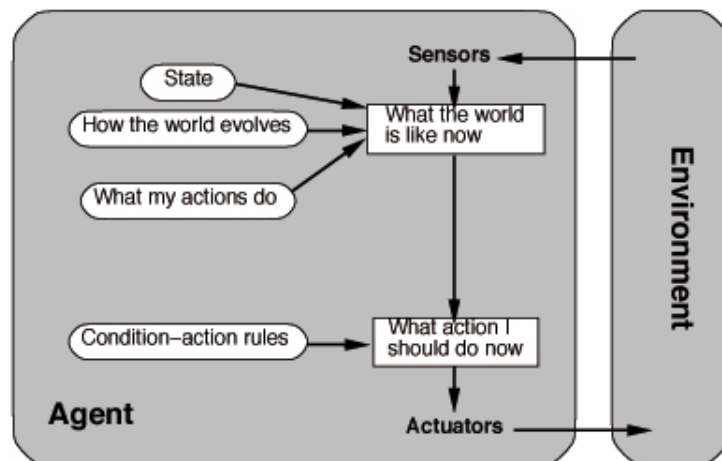 Sensors
State
What the world
is like now
How the world evolves
What my actions do
Environment
Condition–action rules
What action I
should do now
Agent
Actuators